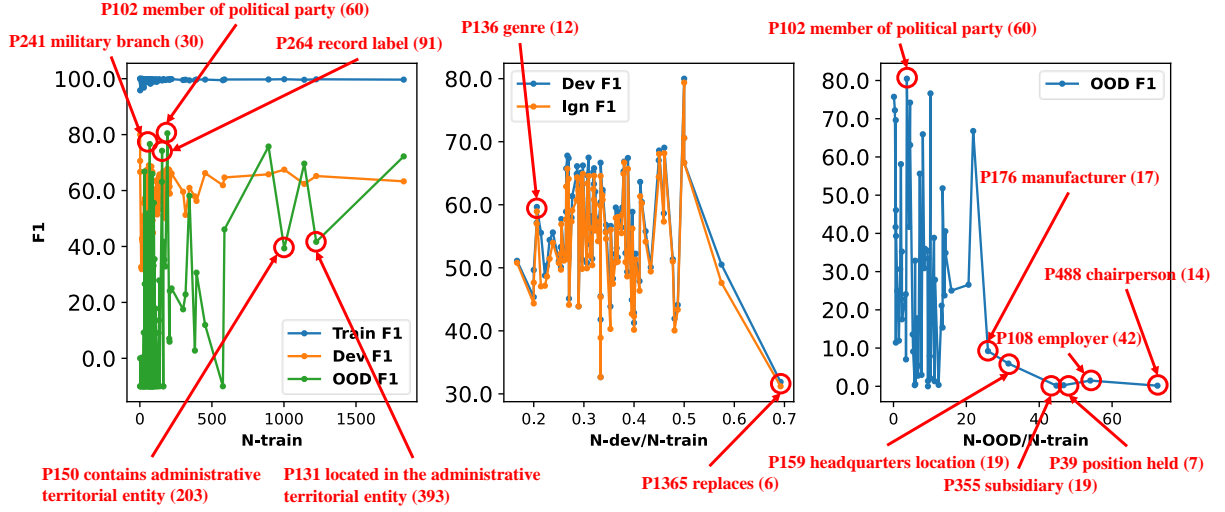 P102 member of political party (60)
P241 military branch (30)
P264 record label (91)
100.0
80.0
60.0
40.0
20.0
0.0
F1
Train F1
Dev F1
OOD F1
0
500
1000
1500
N-train
P150 contains administrative
territorial entity (203)
P131 located in the administrative
territorial entity (393)
P136 genre (12)
80.0
70.0
60.0
50.0
40.0
30.0
Dev F1
Ign F1
0.2
0.3
0.4
0.5
0.6
0.7
N-dev/N-train
P1365 replaces (6)
P102 member of political party (60)
80.0
70.0
60.0
50.0
40.0
30.0
20.0
10.0
0.0
OOD F1
P176 manufacturer (17)
P488 chairperson (14)
P108 employer (42)
0
20
40
60
N-OOD/N-train
P159 headquarters location (19)
P39 position held (7)
P355 subsidiary (19)